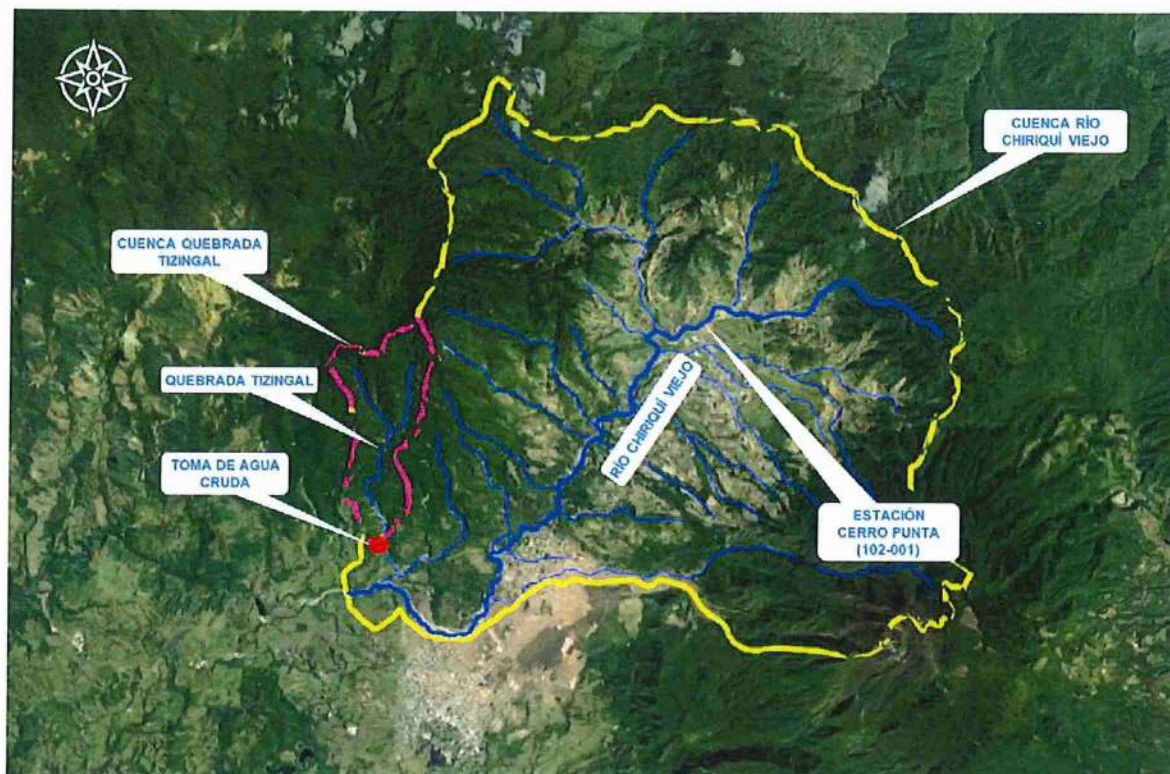 CUENCA RÍO
CHIRIQUÌ VIEJO
CUENCA QUEBRADA
TIZINGAL
QUEBRADA TIZINGAL
TOMA DE AGUA
CRUDA
RÍO CHIRIQUÍ VIEJO
ESTACIÓN
CERRO PUNTA
(102-001)